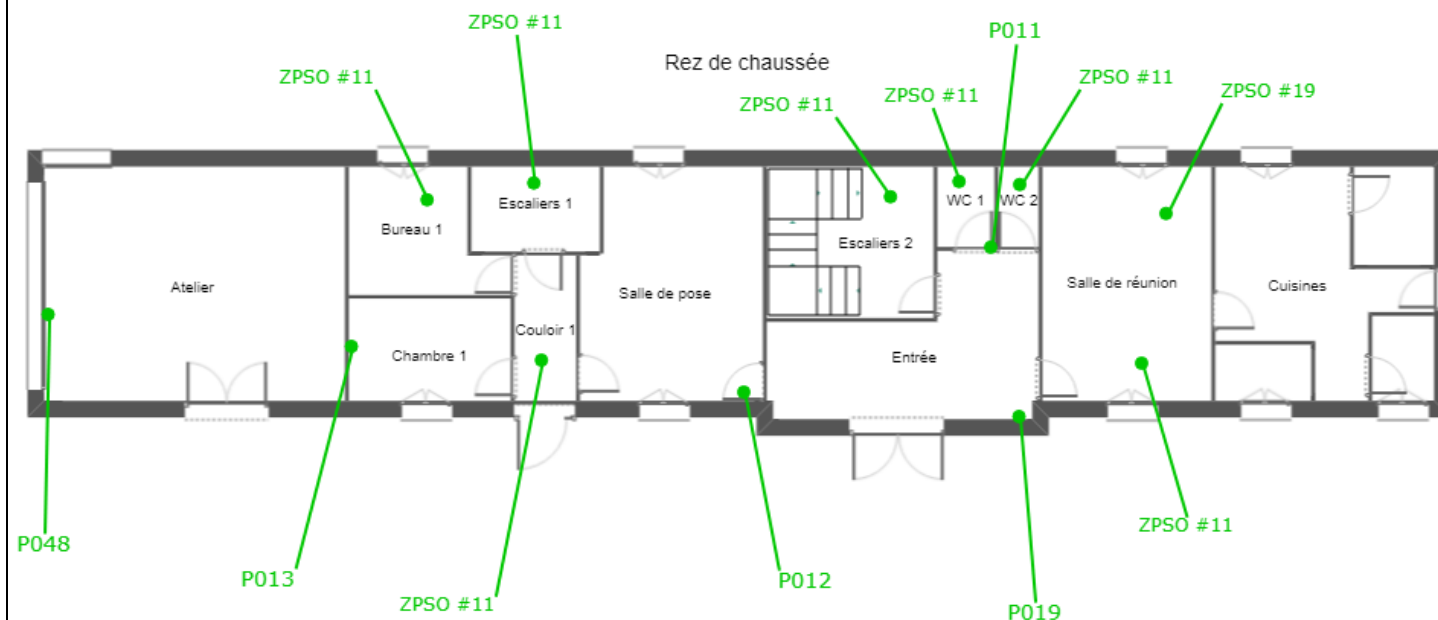 ZPSO #11
P011
Rez de chaussée
ZPSO #11
ZPSO #11
ZPSO #19
ZPSO #11
ZPSO #11
WC 1
WC 2
Escaliers 1
Bureau 1
Escaliers 2
Salle de réunion
Cuisines
Atelier
Salle de pose
Couloir 1
Chambre 1
Entrée
ZPSO #11
P048
P013
P012
ZPSO #11
P019